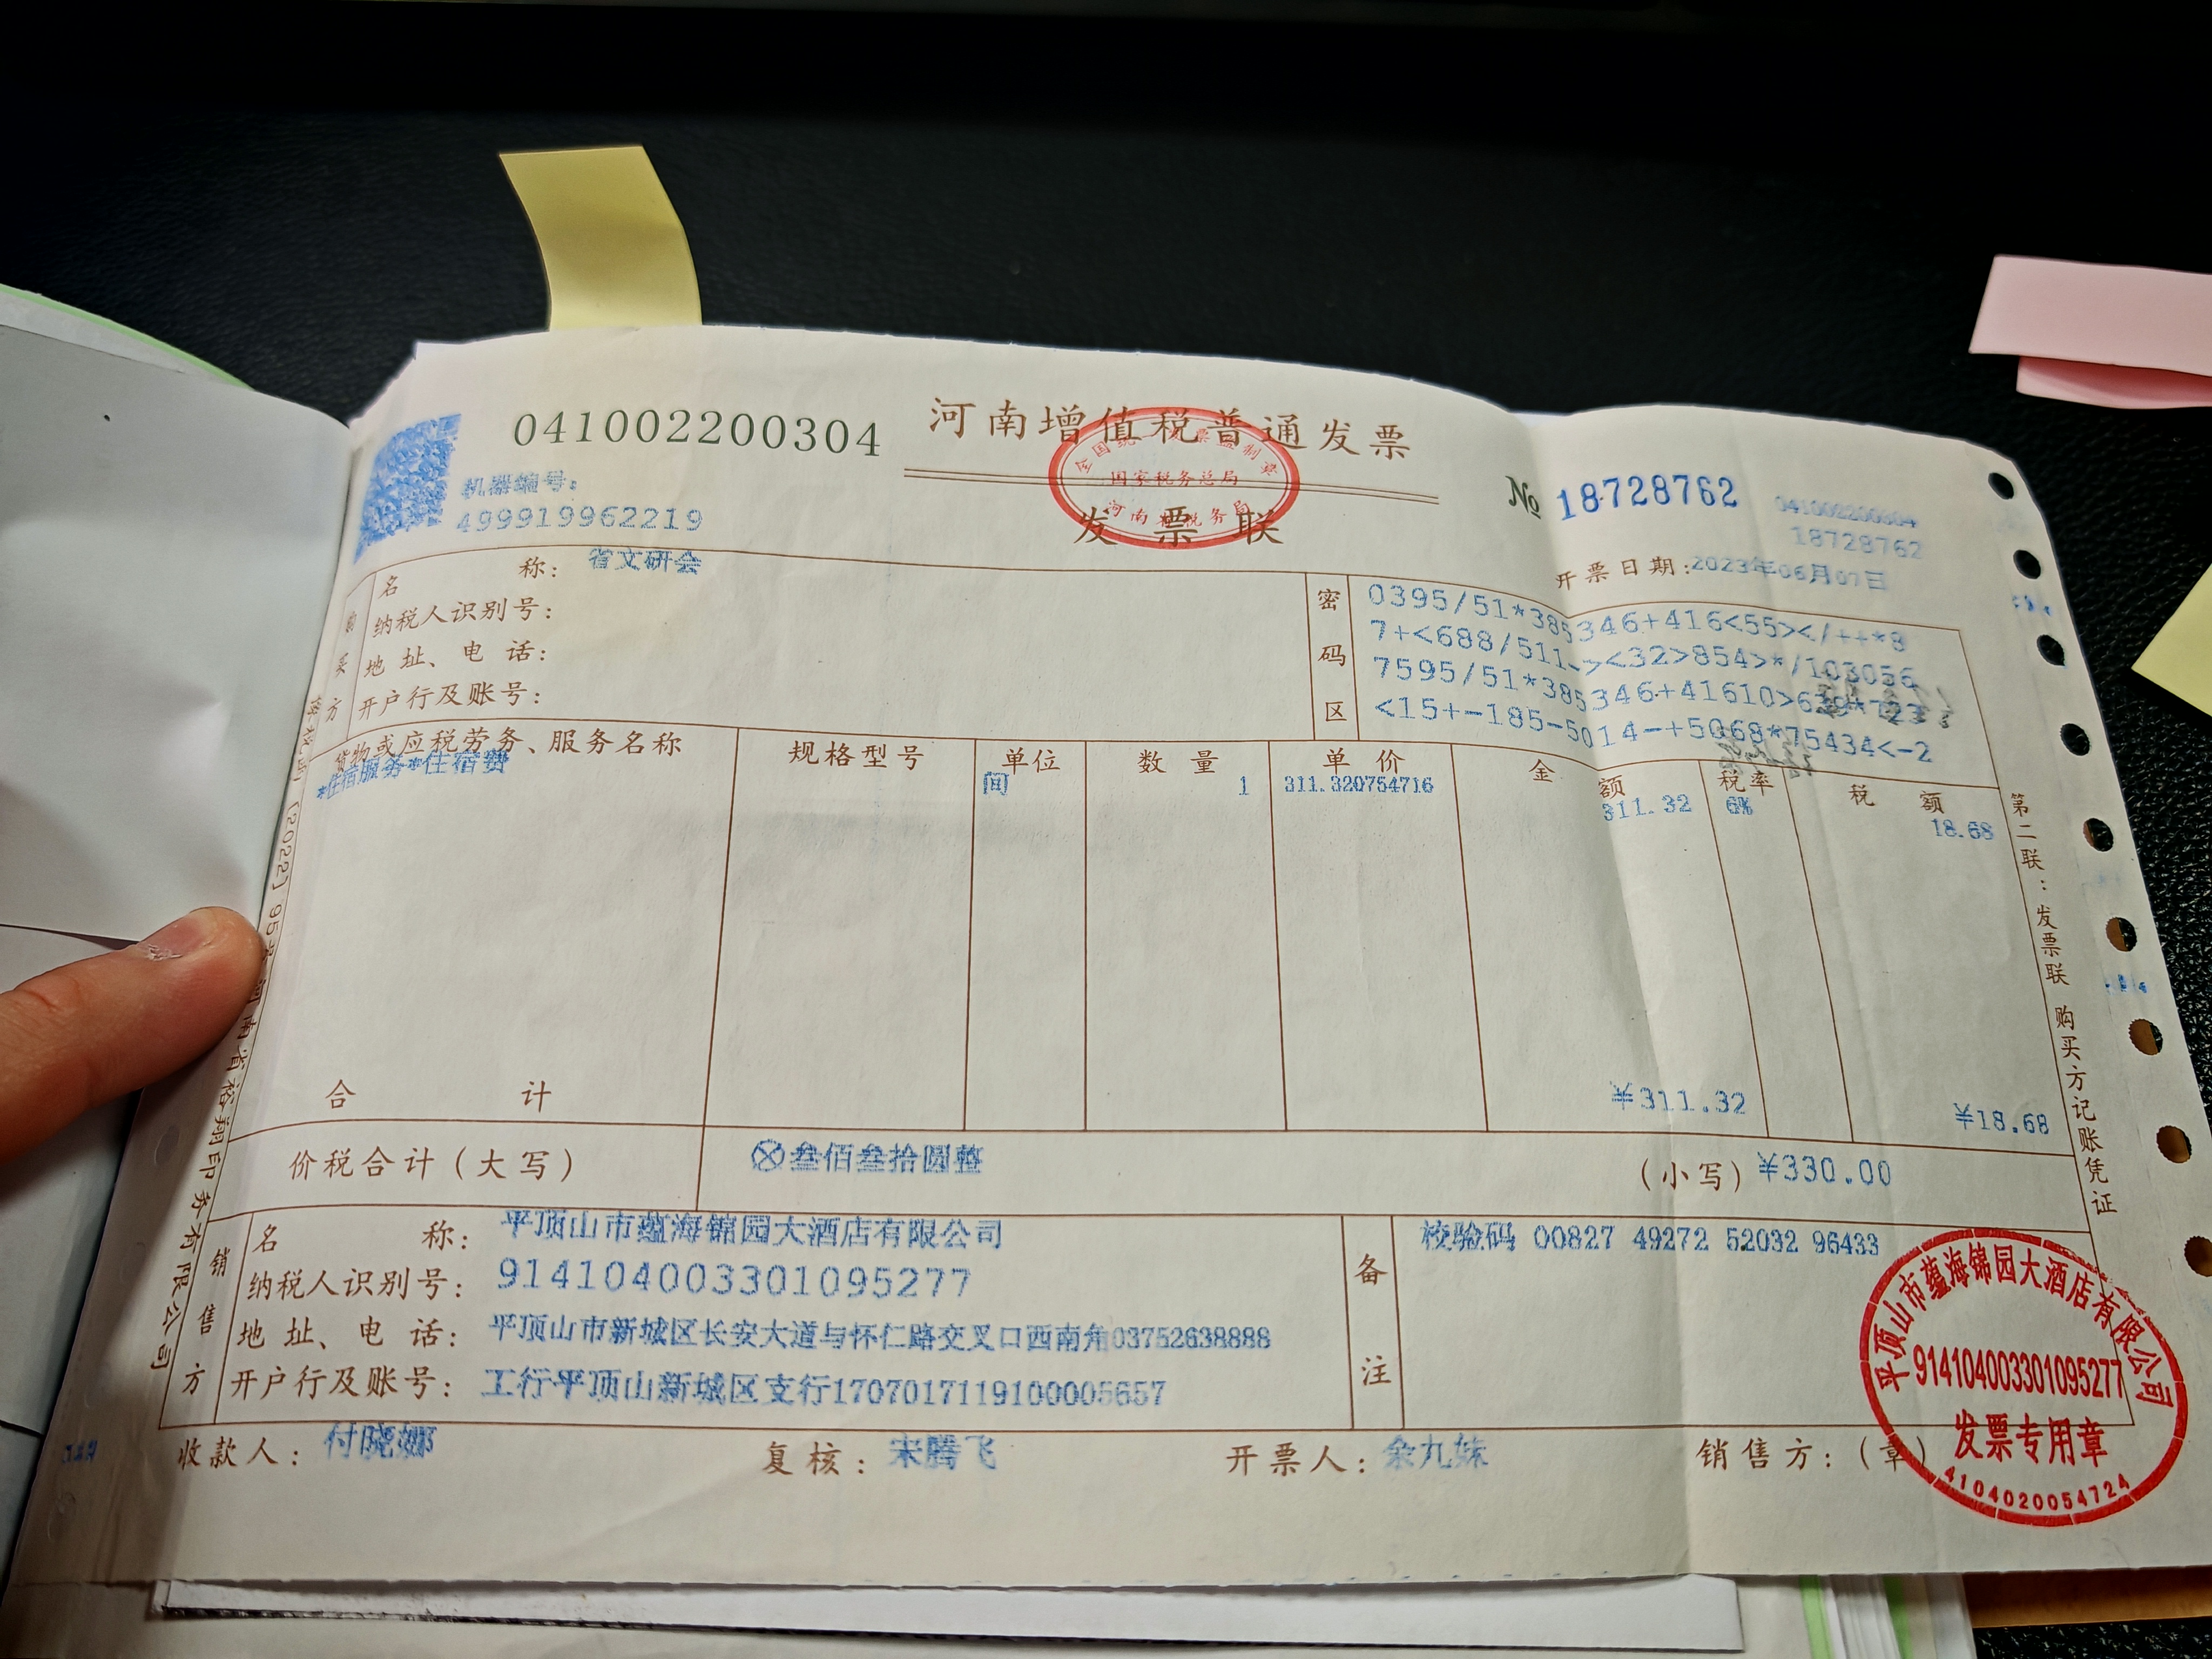 041002200304
河南增值税普通发票
全国统一发票监制章
国家税务总局
河南省税务局
发票联
№ 18728762
041002200304
18728762
机器编号:
499919962219
开票日期:2023年06月07日
购买方
名称: 省文研会
纳税人识别号:
地址、电话:
开户行及账号:
密码区
0395/51*385346+416<55></++*8
7+<688/511-><32>854>*/103056
7595/51*385346+41610>639*723
<15+-185-5014-+5068*75434<-2
货物或应税劳务、服务名称 规格型号 单位 数量 单价 金额 税率 税额
*住宿服务*住宿费 间 1 311.320754716 311.32 6% 18.68
合计 ¥311.32 ¥18.68
价税合计(大写) ⊗叁佰叁拾圆整 (小写) ¥330.00
销售方
名称: 平顶山市蕴海锦园大酒店有限公司
纳税人识别号: 914104003301095277
地址、电话: 平顶山市新城区长安大道与怀仁路交叉口西南角03752638888
开户行及账号: 工行平顶山新城区支行1707017119100005657
备注
校验码 00827 49272 52032 96433
收款人: 付晓娜 复核: 宋腾飞 开票人: 余九妹 销售方:(章)
平顶山市蕴海锦园大酒店有限公司
914104003301095277
发票专用章
4104020054724
第二联:发票联 购买方记账凭证
〔2022〕95号河南省裕翔印务有限公司